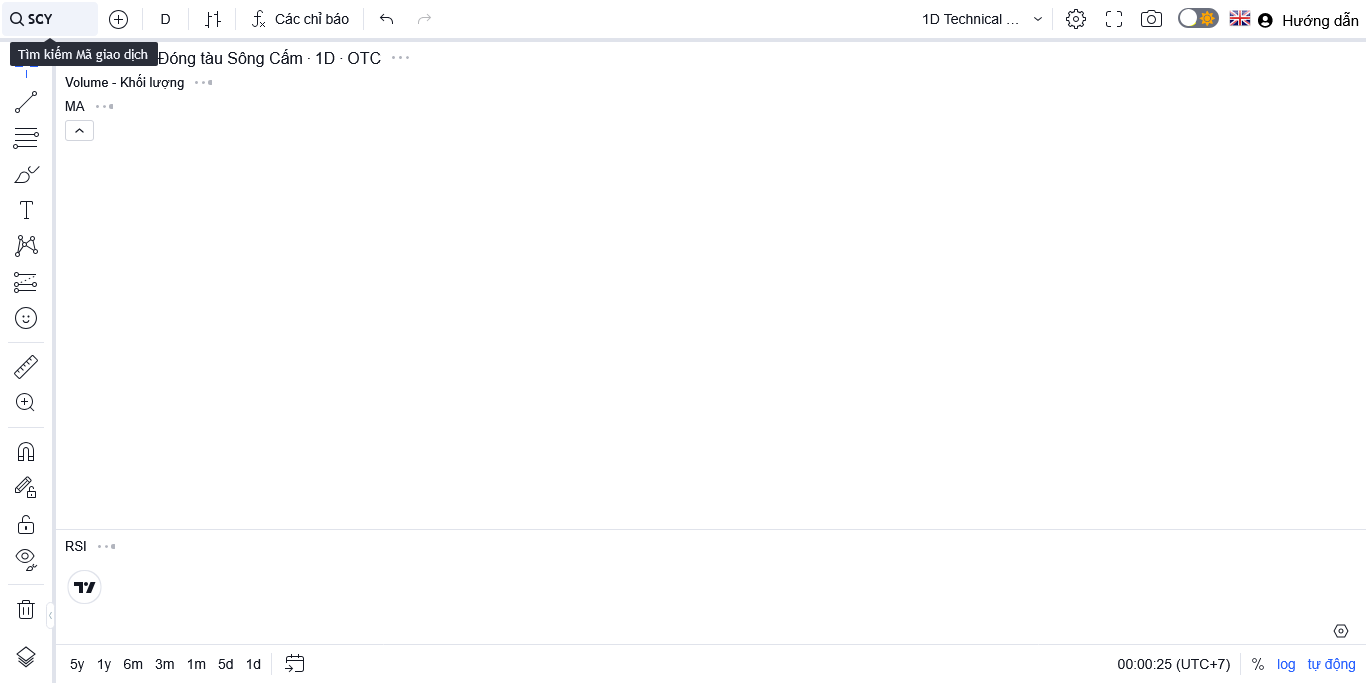 SCY D Các chỉ báo 1D Technical ... Hướng dẫn
Tìm kiếm Mã giao dịch
Đóng tàu Sông Cấm · 1D · OTC
Volume - Khối lượng
MA
RSI
5y 1y 6m 3m 1m 5d 1d 00:00:25 (UTC+7) % log tự động